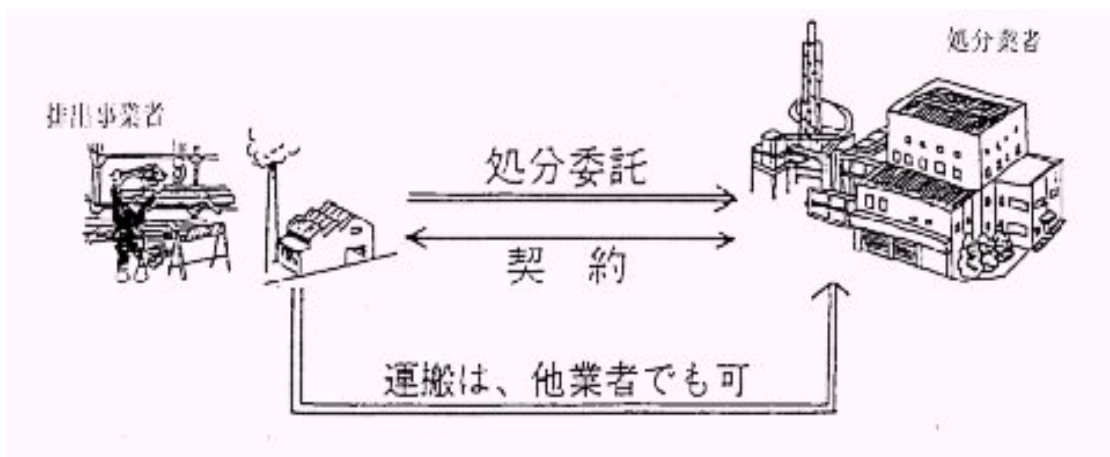 処分業者
排出事業者
処分委託
契 約
運搬は、他業者でも可